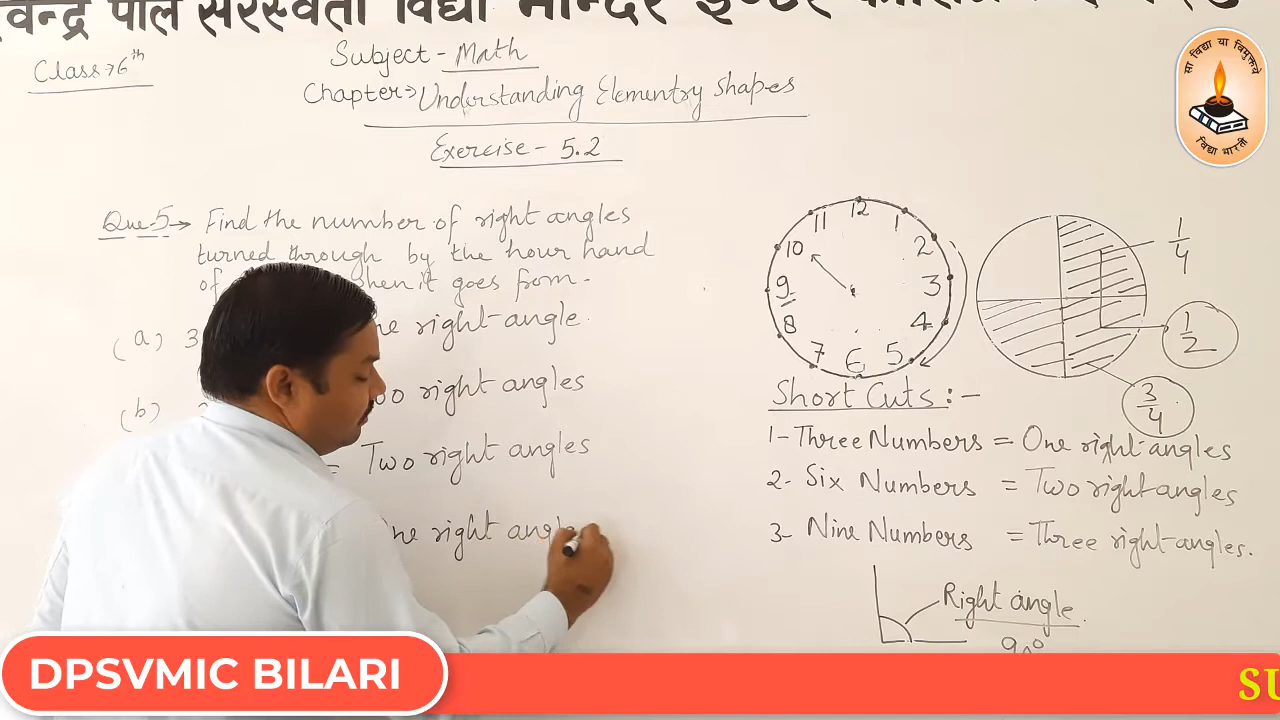 पाल सरस्वती विद्या मन्दिर इण्टर
Class→6th
Subject - Math
Chapter→ Understanding Elementry Shapes
Exercise - 5.2
Que-5→ Find the number of right angles
turned through by the hour hand
of when it goes from -
(a) 3 right angle.
(b) right angles
= Two right angles
One right angle
12
1
2
3
4
5
6
7
8
9
10
11
1/4
1/2
3/4
Short Cuts :-
1- Three Numbers = One right angles
2- Six Numbers = Two right angles
3- Nine Numbers = Three right angles.
Right angle
90°
सा विद्या या विमुक्तये
विद्या भारती
DPSVMIC BILARI
SU